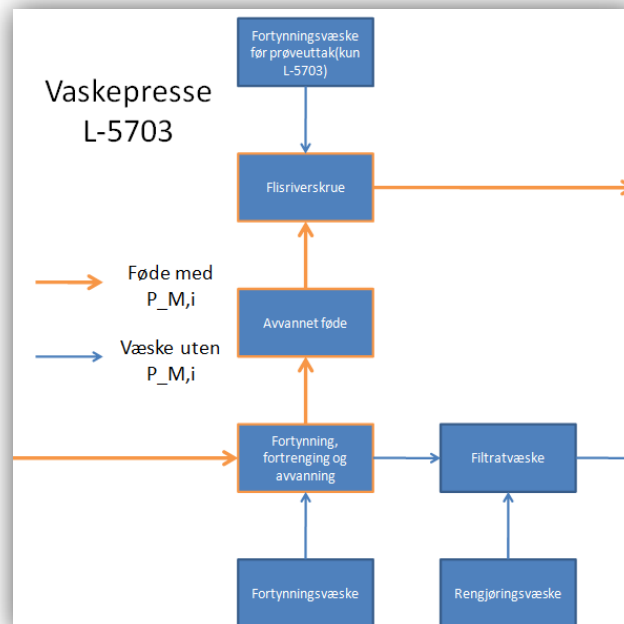 Fortynningsvæske
før prøveuttak(kun
L-5703)
Vaskepresse
L-5703
Flisriverskrue
Føde med
P_M,i
Avvannet føde
Væske uten
P_M,i
Fortynning,
fortrenging og
avvanning
Filtratvæske
Fortynningsvæske
Rengjøringsvæske